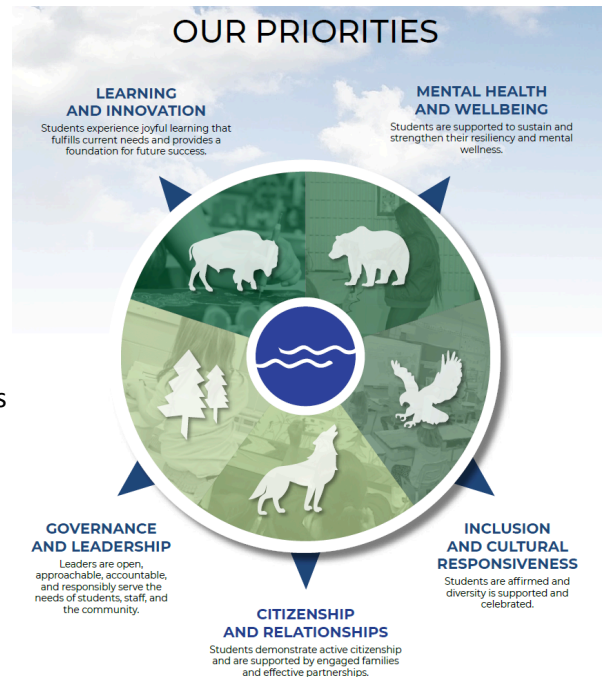 OUR PRIORITIES
LEARNING
AND INNOVATION
Students experience joyful learning that
fulfills current needs and provides a
foundation for future success.
MENTAL HEALTH
AND WELLBEING
Students are supported to sustain and
strengthen their resiliency and mental
wellness.
s
GOVERNANCE
AND LEADERSHIP
Leaders are open,
approachable, accountable,
and responsibly serve the
needs of students, staff, and
the community.
INCLUSION
AND CULTURAL
RESPONSIVENESS
Students are affirmed and
diversity is supported and
celebrated.
CITIZENSHIP
AND RELATIONSHIPS
Students demonstrate active citizenship
and are supported by engaged families
and effective partnerships.